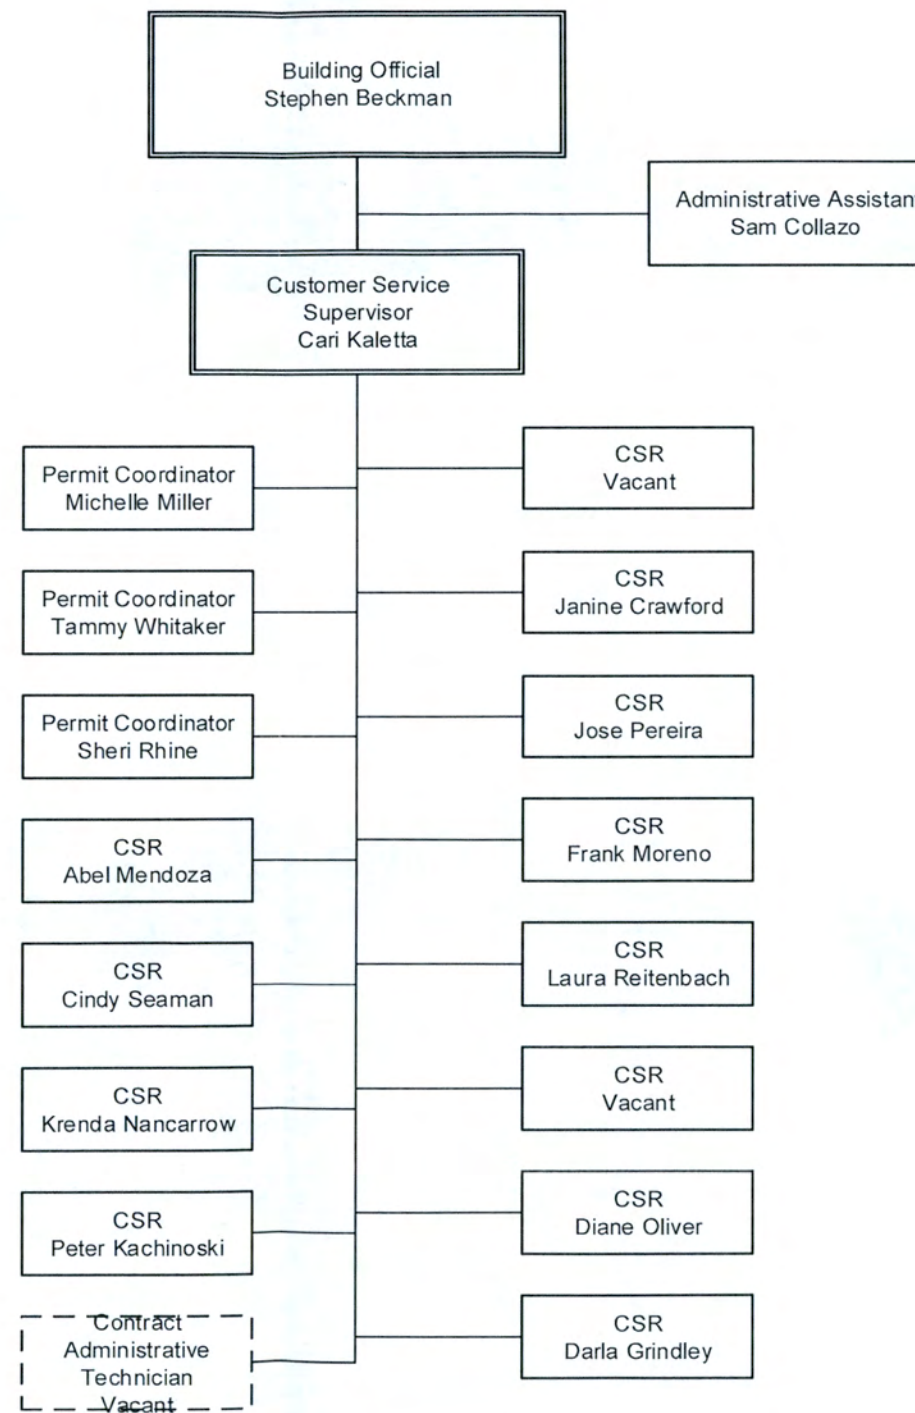 Building Official
Stephen Beckman
Administrative Assistant
Sam Collazo
Customer Service
Supervisor
Cari Kaletta
Permit Coordinator
Michelle Miller
Permit Coordinator
Tammy Whitaker
Permit Coordinator
Sheri Rhine
CSR
Abel Mendoza
CSR
Cindy Seaman
CSR
Krenda Nancarrow
CSR
Peter Kachinoski
Contract
Administrative
Technician
Vacant
CSR
Vacant
CSR
Janine Crawford
CSR
Jose Pereira
CSR
Frank Moreno
CSR
Laura Reitenbach
CSR
Vacant
CSR
Diane Oliver
CSR
Darla Grindley